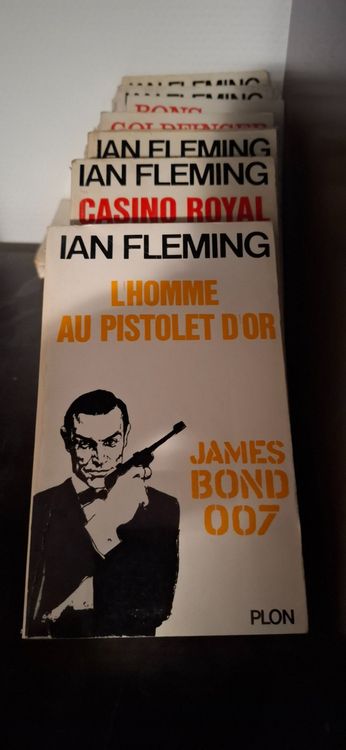 IAN FLEMING
IAN FLEMING
BONS
GOLDFINGER
IAN FLEMING
IAN FLEMING
CASINO ROYAL
IAN FLEMING
L'HOMME
AU PISTOLET D'OR
JAMES
BOND
007
PLON